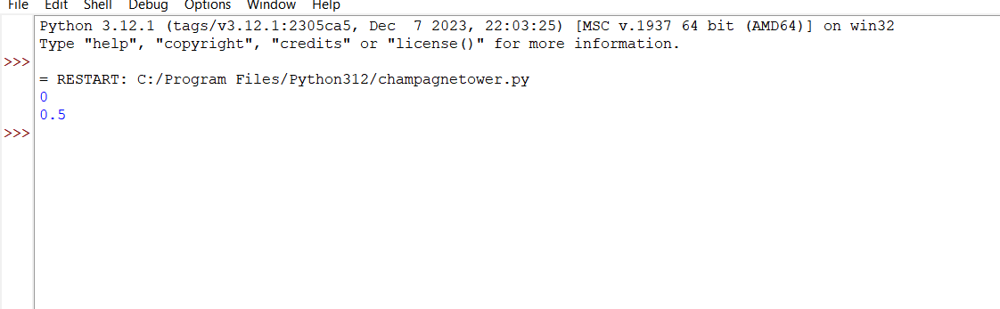 File Edit Shell Debug Options Window Help
Python 3.12.1 (tags/v3.12.1:2305ca5, Dec  7 2023, 22:03:25) [MSC v.1937 64 bit (AMD64)] on win32
Type "help", "copyright", "credits" or "license()" for more information.
>>>
= RESTART: C:/Program Files/Python312/champagnetower.py
0
0.5
>>>